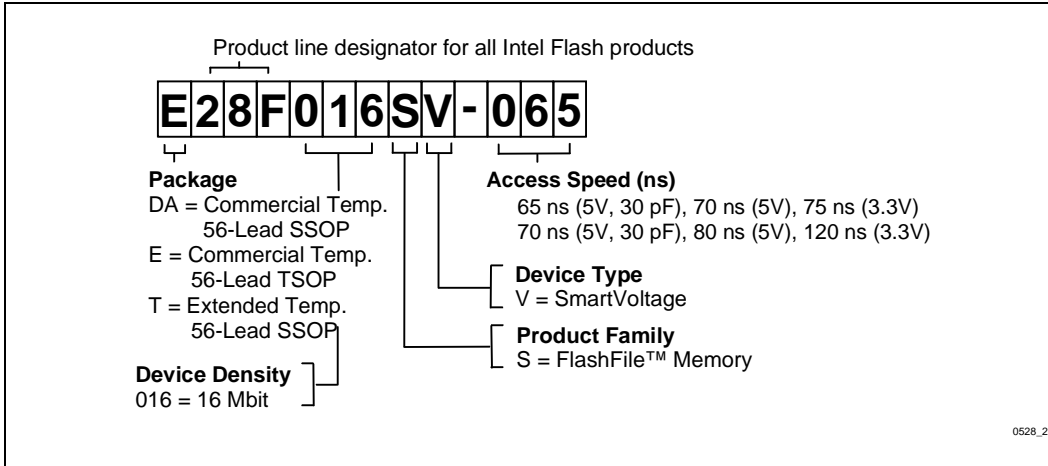 Product line designator for all Intel Flash products
E28F016SV-065
Package
DA = Commercial Temp.
56-Lead SSOP
E = Commercial Temp.
56-Lead TSOP
T = Extended Temp.
56-Lead SSOP
Device Density
016 = 16 Mbit
Access Speed (ns)
65 ns (5V, 30 pF), 70 ns (5V), 75 ns (3.3V)
70 ns (5V, 30 pF), 80 ns (5V), 120 ns (3.3V)
Device Type
V = SmartVoltage
Product Family
S = FlashFile™ Memory
0528_2